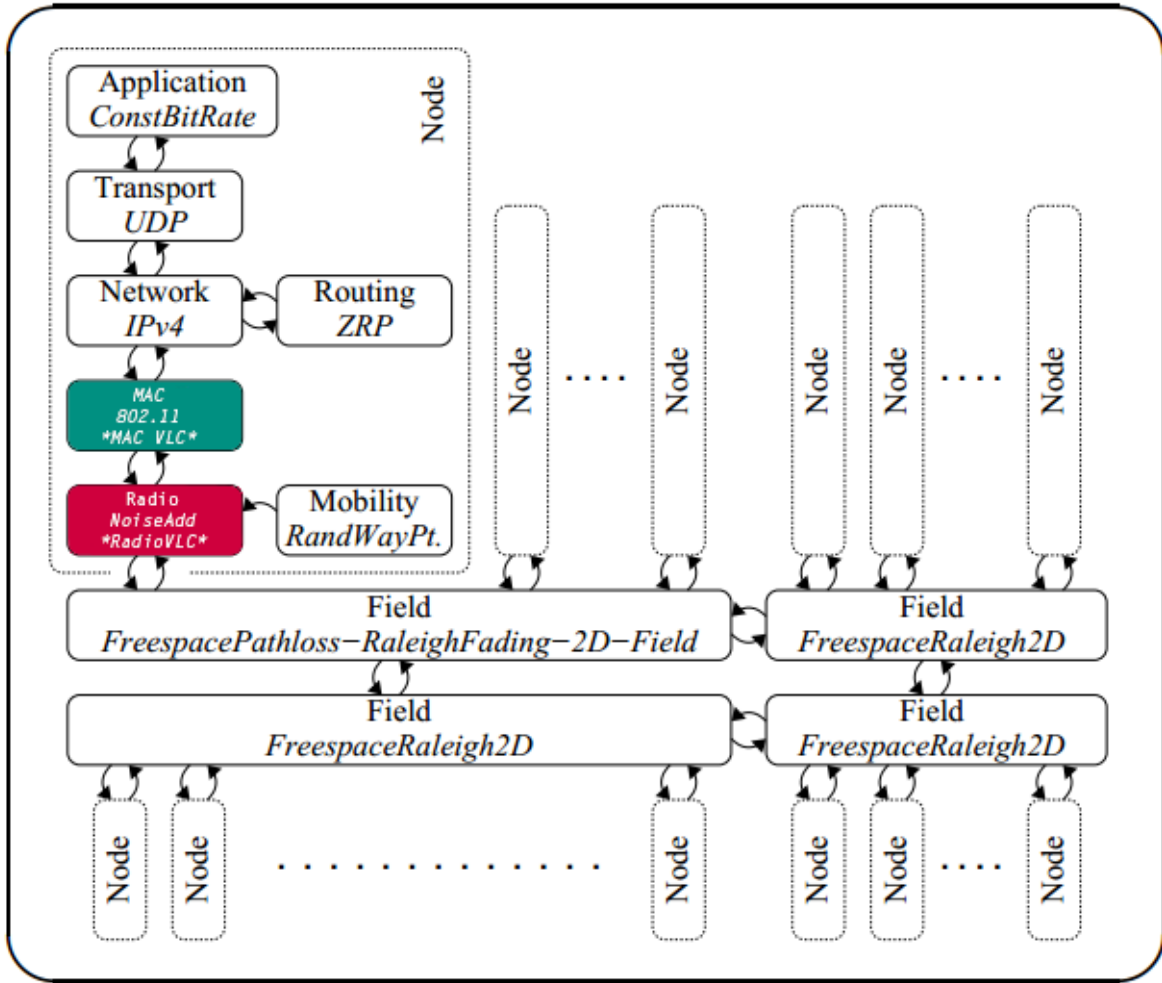 Application
ConstBitRate
Node
Transport
UDP
Network
IPv4
Routing
ZRP
MAC
802.11
*MAC VLC*
Radio
NoiseAdd
*RadioVLC*
Mobility
RandWayPt.
Node
. . . .
Node
Node
Node
. . . .
Node
Field
FreespacePathloss−RaleighFading−2D−Field
Field
FreespaceRaleigh2D
Field
FreespaceRaleigh2D
Field
FreespaceRaleigh2D
Node
Node
. . . . . . . . . . . . .
Node
Node
Node
. . . .
Node